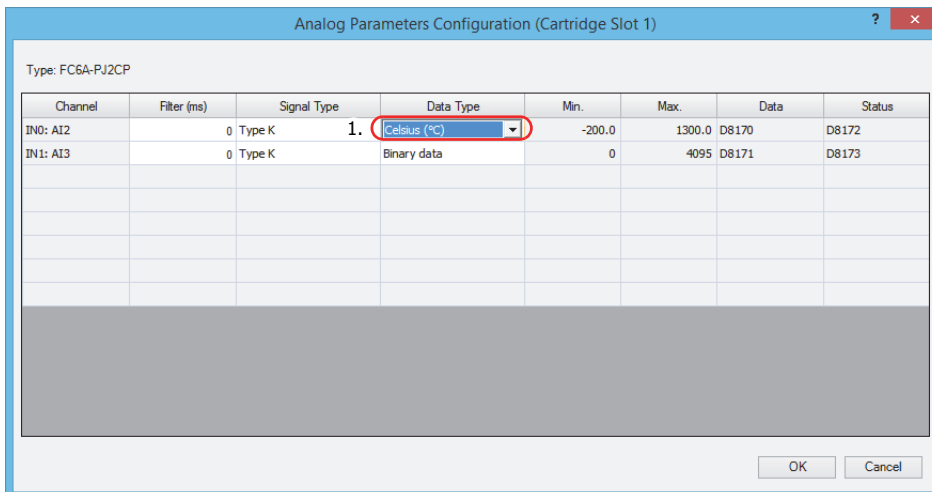 Analog Parameters Configuration (Cartridge Slot 1) ? ×
Type: FC6A-PJ2CP
Channel Filter (ms) Signal Type Data Type Min. Max. Data Status
IN0: AI2 0 Type K 1. Celsius (°C) -200.0 1300.0 D8170 D8172
IN1: AI3 0 Type K Binary data 0 4095 D8171 D8173
OK Cancel